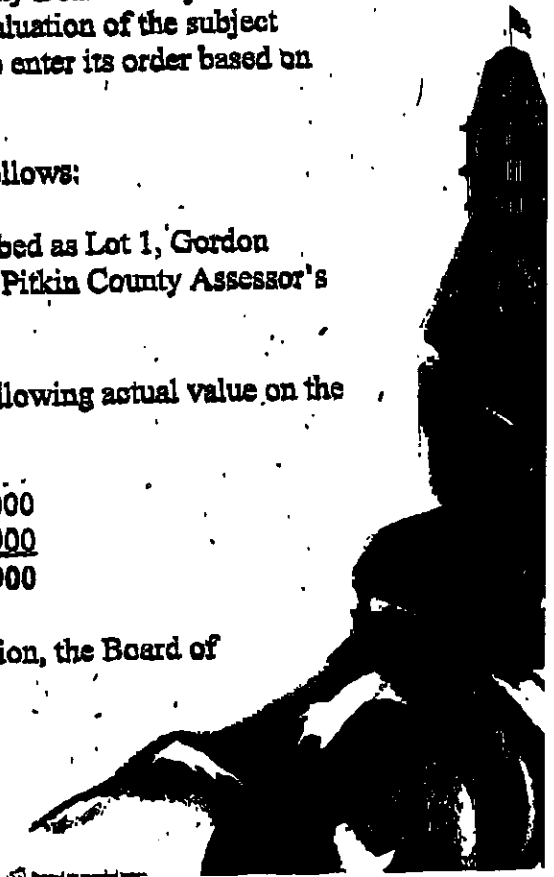 aluation of the subject
enter its order based on
llows:
bed as Lot 1, Gordon
Pitkin County Assessor's
llowing actual value on the
000
000
000
ion, the Board of